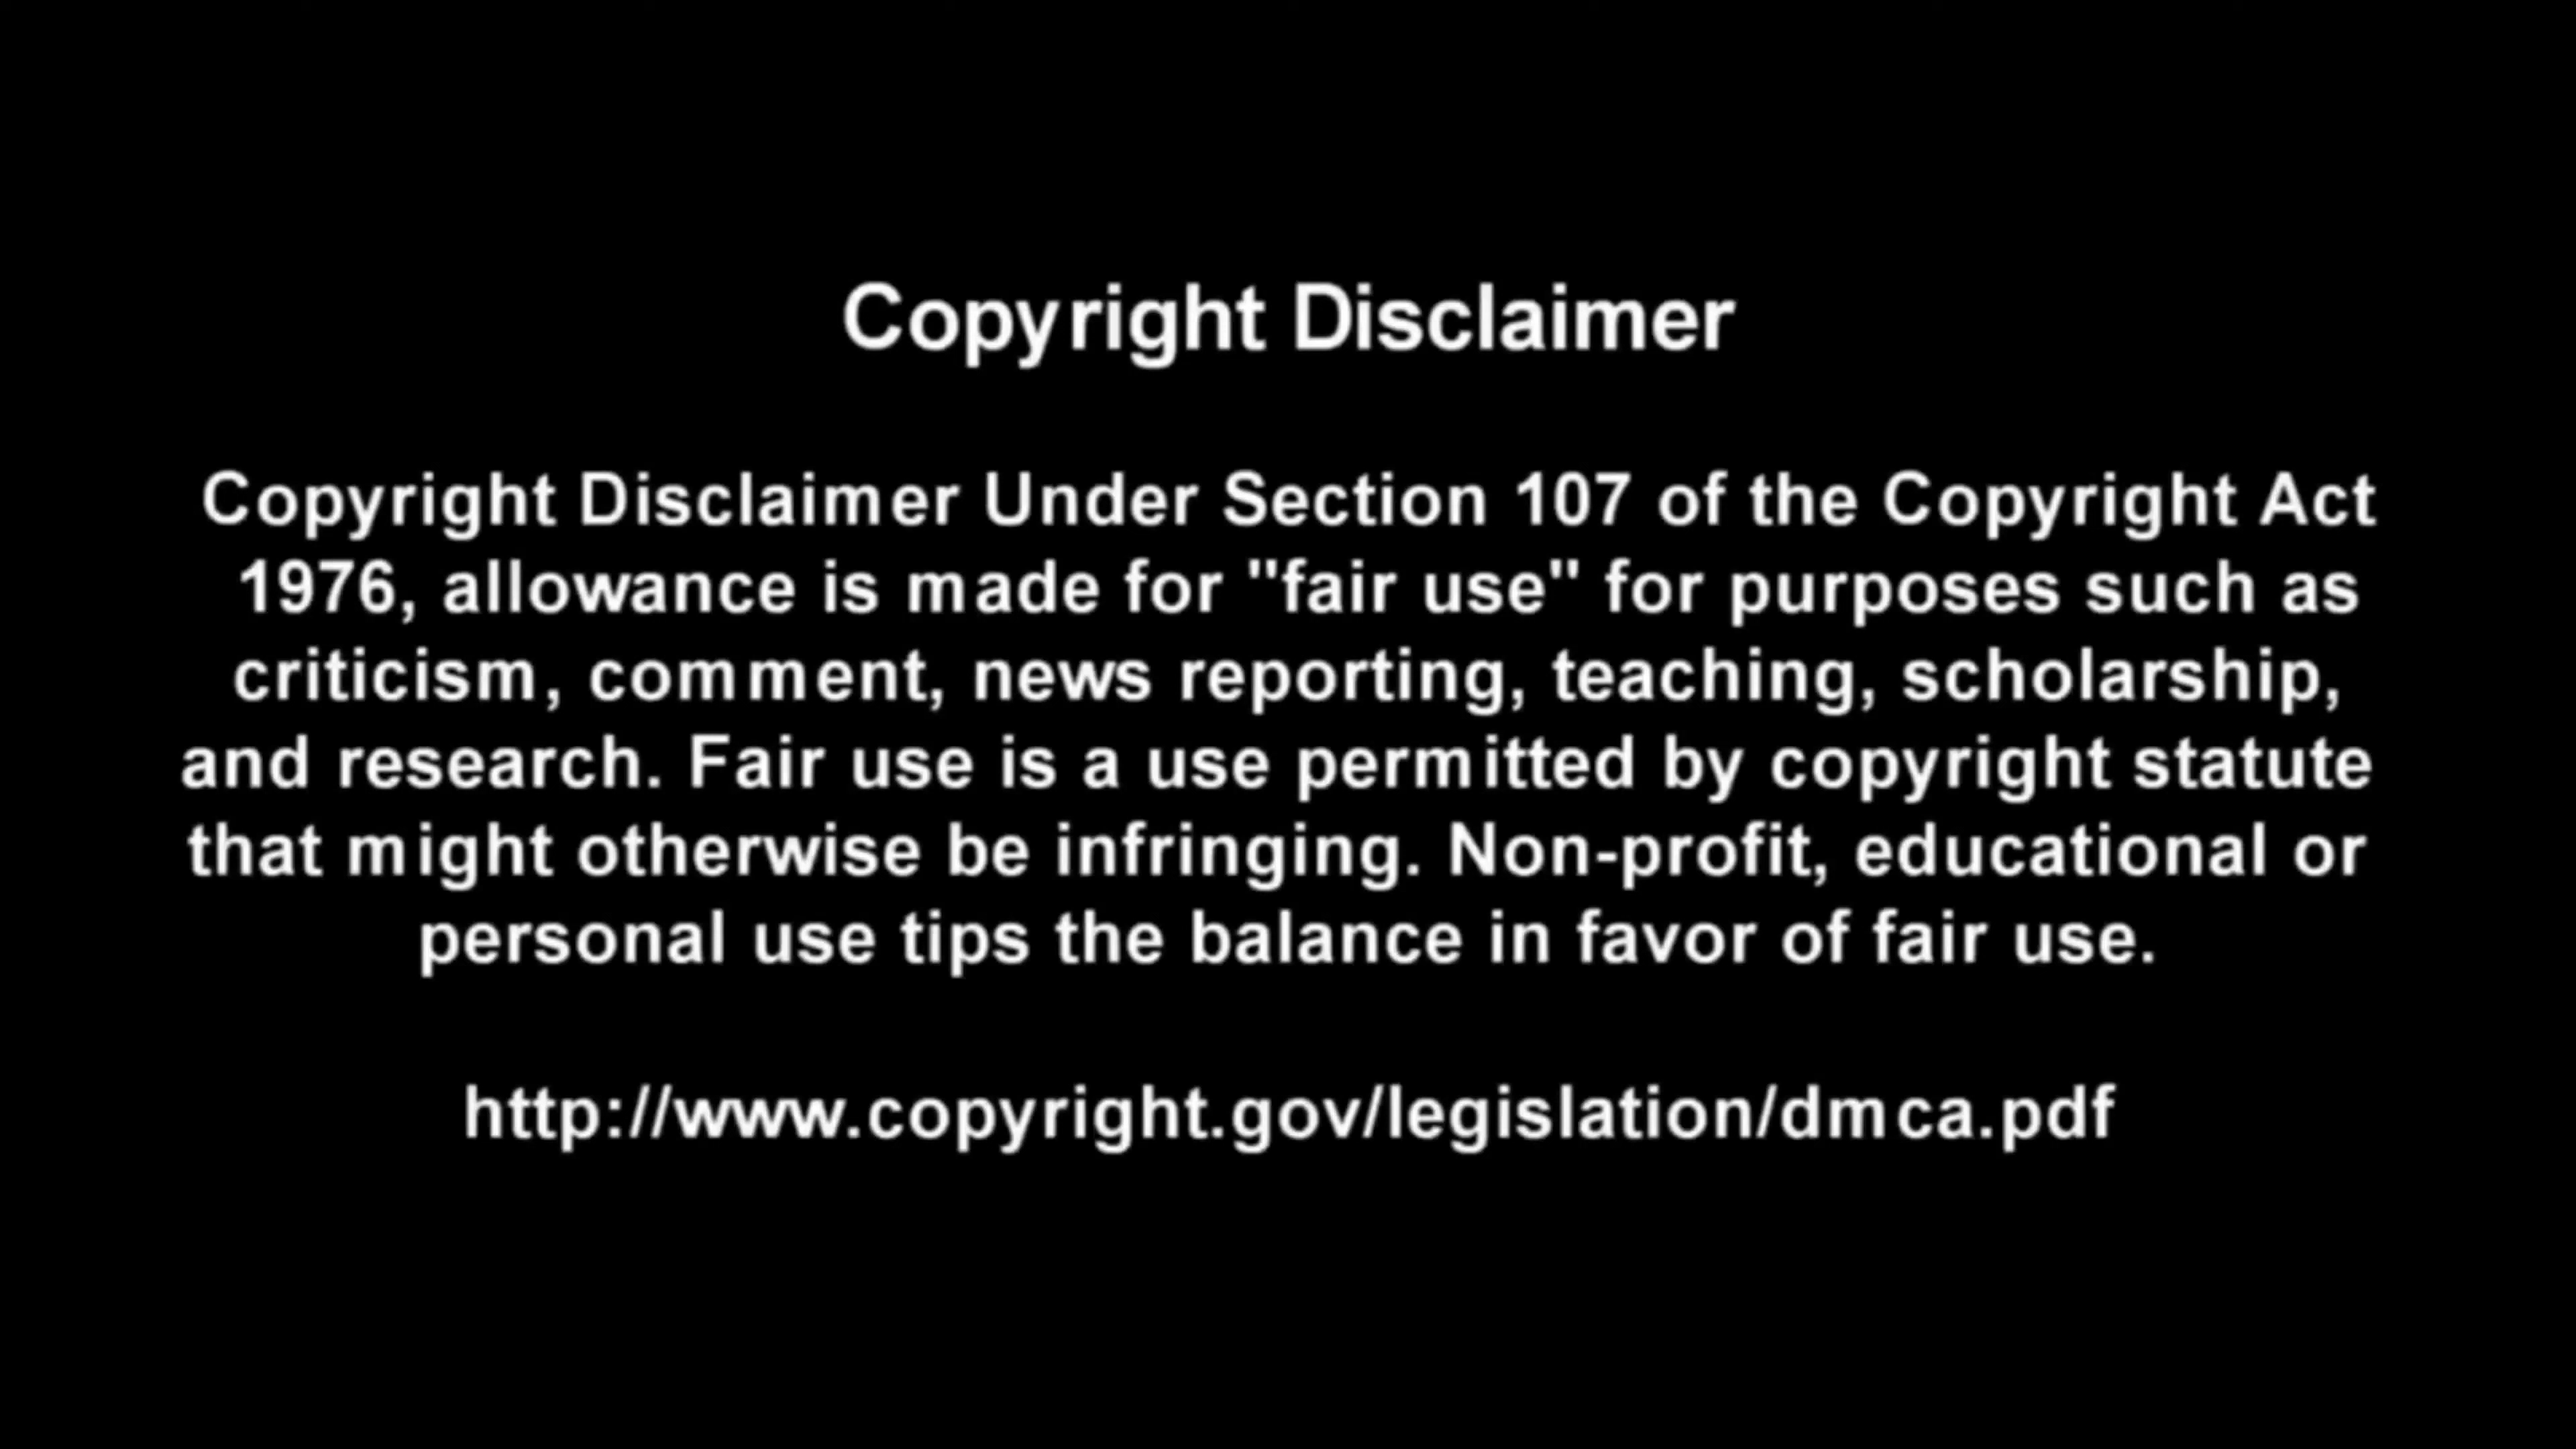 Copyright Disclaimer
Copyright Disclaimer Under Section 107 of the Copyright Act
1976, allowance is made for "fair use" for purposes such as
criticism, comment, news reporting, teaching, scholarship,
and research. Fair use is a use permitted by copyright statute
that might otherwise be infringing. Non-profit, educational or
personal use tips the balance in favor of fair use.
http://www.copyright.gov/legislation/dmca.pdf